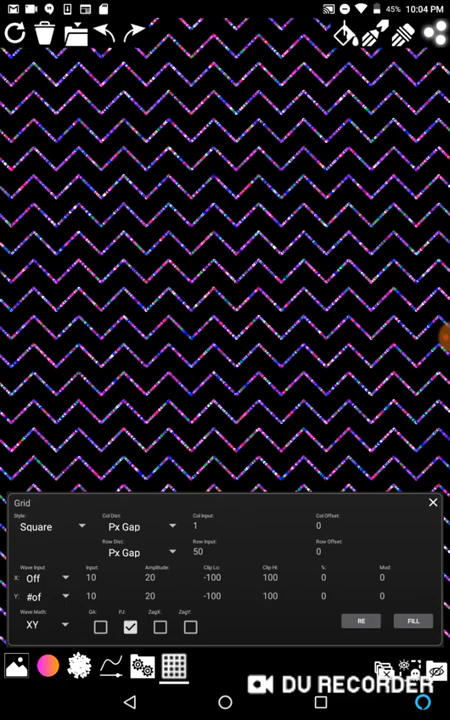 45% 10:04 PM
Grid
Style: Col Dist: Col Input: Col Offset:
Square Px Gap 1 0
Row Dist: Row Input: Row Offset:
Px Gap 50 0
Wave Input: Input: Amplitude: Clip Lo: Clip Hi: %: Mod:
X: Off 10 20 -100 100 0 0
Y: #of 10 20 -100 100 0 0
Wave Math: PJ: ZagX: ZagY:
XY RE FILL
DU RECORDER